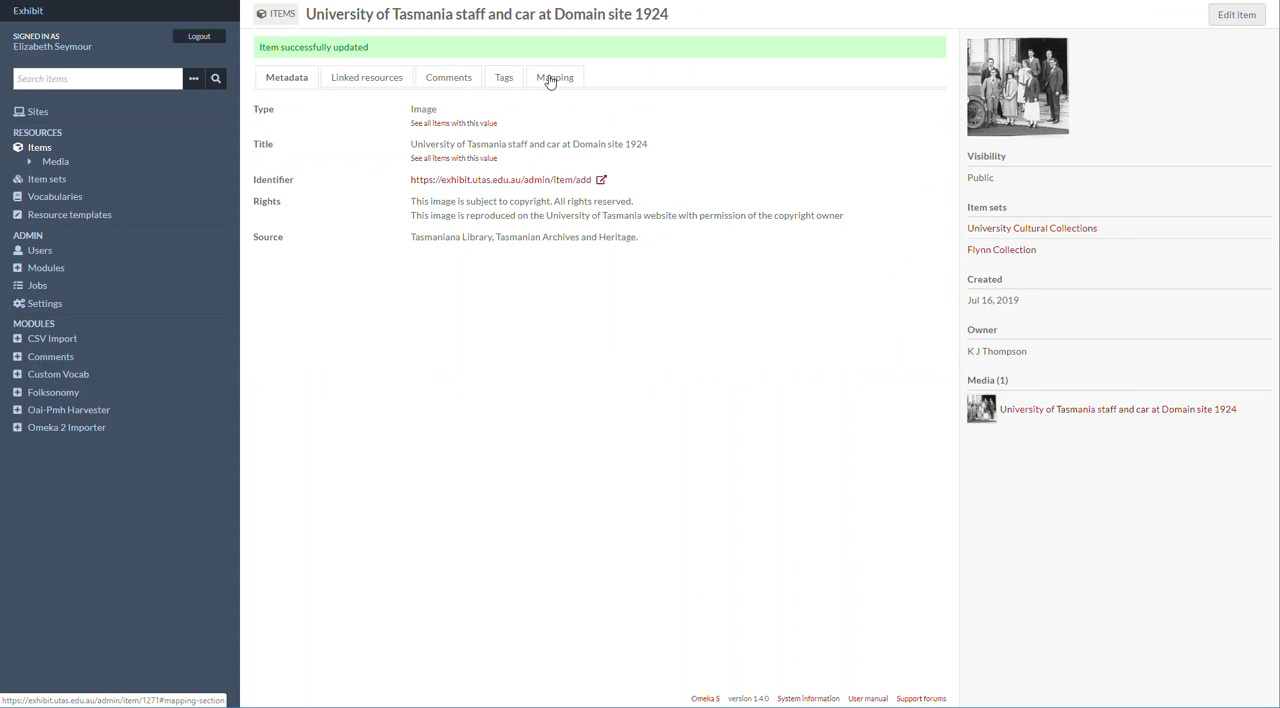 Exhibit
SIGNED IN AS
Elizabeth Seymour
Logout
Search items
Sites
RESOURCES
Items
Media
Item sets
Vocabularies
Resource templates
ADMIN
Users
Modules
Jobs
Settings
MODULES
CSV Import
Comments
Custom Vocab
Folksonomy
Oai-Pmh Harvester
Omeka 2 Importer
https://exhibit.utas.edu.au/admin/item/1271#mapping-section
ITEMS University of Tasmania staff and car at Domain site 1924
Edit item
Item successfully updated
Metadata Linked resources Comments Tags Mapping
Type Image
See all items with this value
Title University of Tasmania staff and car at Domain site 1924
See all items with this value
Identifier https://exhibit.utas.edu.au/admin/item/add
Rights This image is subject to copyright. All rights reserved.
This image is reproduced on the University of Tasmania website with permission of the copyright owner
Source Tasmaniana Library, Tasmanian Archives and Heritage.
Visibility
Public
Item sets
University Cultural Collections
Flynn Collection
Created
Jul 16, 2019
Owner
K J Thompson
Media (1)
University of Tasmania staff and car at Domain site 1924
Omeka S version 1.4.0 System information User manual Support forums